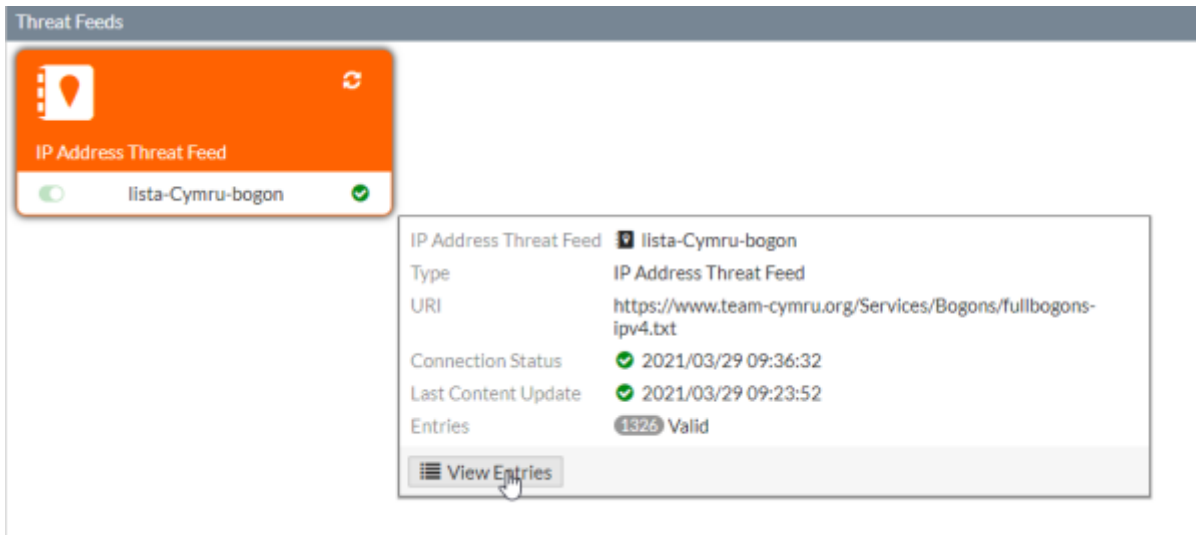 Threat Feeds
IP Address Threat Feed
lista-Cymru-bogon
IP Address Threat Feed lista-Cymru-bogon
Type IP Address Threat Feed
URI https://www.team-cymru.org/Services/Bogons/fullbogons-
ipv4.txt
Connection Status 2021/03/29 09:36:32
Last Content Update 2021/03/29 09:23:52
Entries 1326 Valid
View Entries